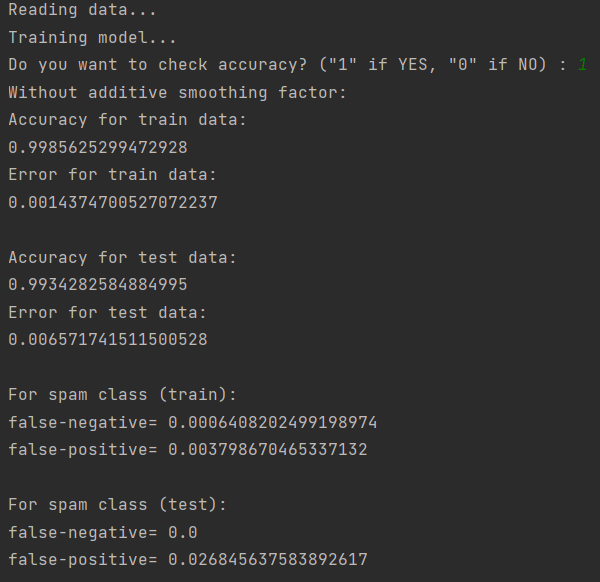 Reading data...
Training model...
Do you want to check accuracy? ("1" if YES, "0" if NO) : 1
Without additive smoothing factor:
Accuracy for train data:
0.9985625299472928
Error for train data:
0.0014374700527072237
Accuracy for test data:
0.9934282584884995
Error for test data:
0.006571741511500528
For spam class (train):
false-negative= 0.0006408202499198974
false-positive= 0.003798670465337132
For spam class (test):
false-negative= 0.0
false-positive= 0.026845637583892617